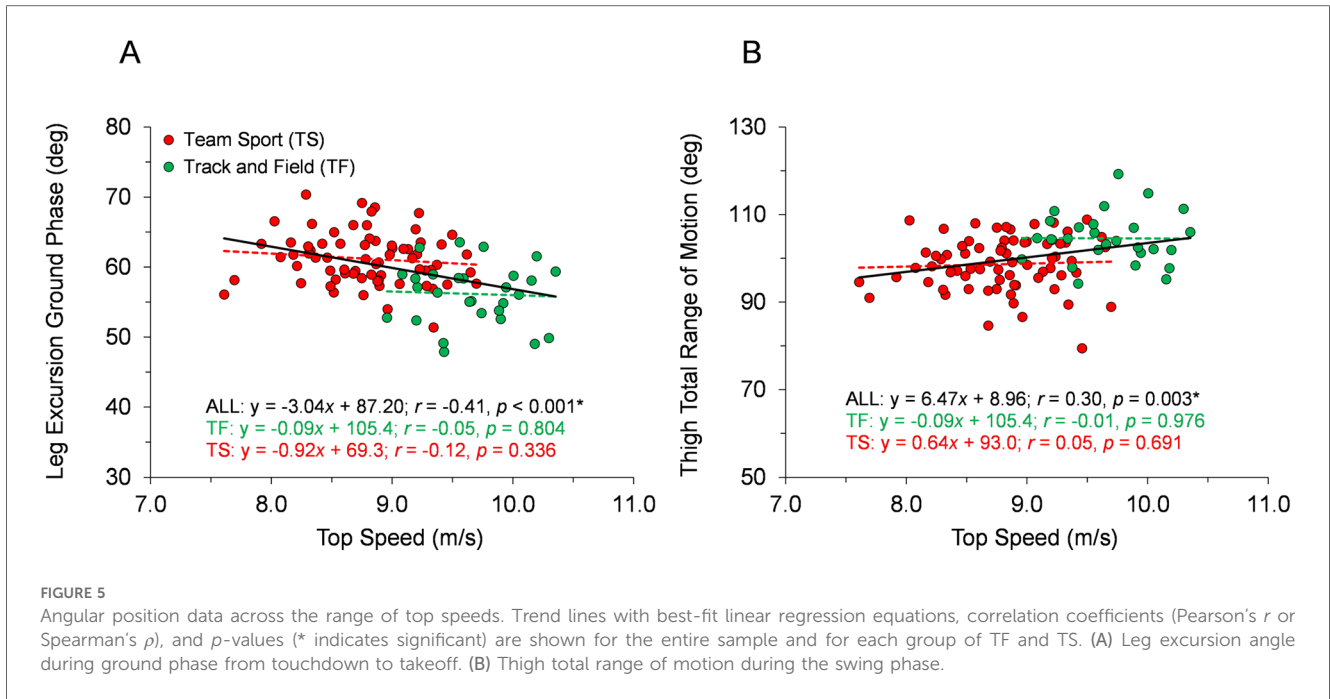 A
Leg Excursion Ground Phase (deg)
80
70
60
50
40
30
Team Sport (TS)
Track and Field (TF)
ALL: y = -3.04x + 87.20; r = -0.41, p < 0.001*
TF: y = -0.09x + 105.4; r = -0.05, p = 0.804
TS: y = -0.92x + 69.3; r = -0.12, p = 0.336
7.0 8.0 9.0 10.0 11.0
Top Speed (m/s)
B
Thigh Total Range of Motion (deg)
130
110
90
70
50
ALL: y = 6.47x + 8.96; r = 0.30, p = 0.003*
TF: y = -0.09x + 105.4; r = -0.01, p = 0.976
TS: y = 0.64x + 93.0; r = 0.05, p = 0.691
7.0 8.0 9.0 10.0 11.0
Top Speed (m/s)
FIGURE 5
Angular position data across the range of top speeds. Trend lines with best-fit linear regression equations, correlation coefficients (Pearson's r or
Spearman's ρ), and p-values (* indicates significant) are shown for the entire sample and for each group of TF and TS. (A) Leg excursion angle
during ground phase from touchdown to takeoff. (B) Thigh total range of motion during the swing phase.